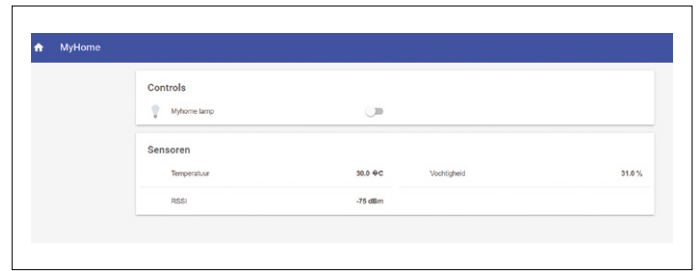 MyHome
Controls
Myhome lamp
Sensoren
Temperatuur 30.0 �C Vochtigheid 31.0 %
RSSI -75 dBm